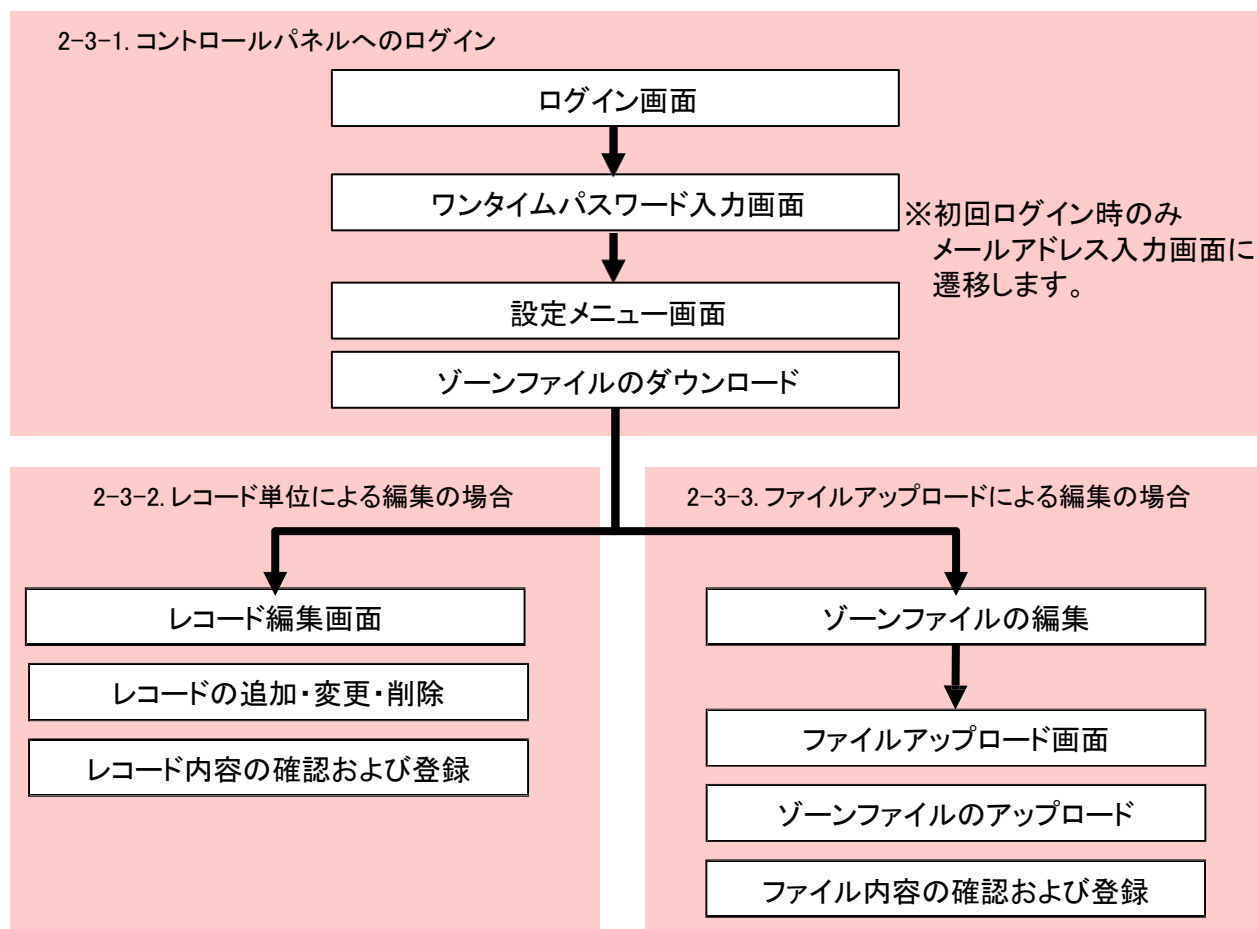 2-3-1.コントロールパネルへのログイン
ログイン画面
ワンタイムパスワード入力画面
※初回ログイン時のみ
メールアドレス入力画面に
遷移します。
設定メニュー画面
ゾーンファイルのダウンロード
2-3-2.レコード単位による編集の場合
レコード編集画面
レコードの追加・変更・削除
レコード内容の確認および登録
2-3-3.ファイルアップロードによる編集の場合
ゾーンファイルの編集
ファイルアップロード画面
ゾーンファイルのアップロード
ファイル内容の確認および登録